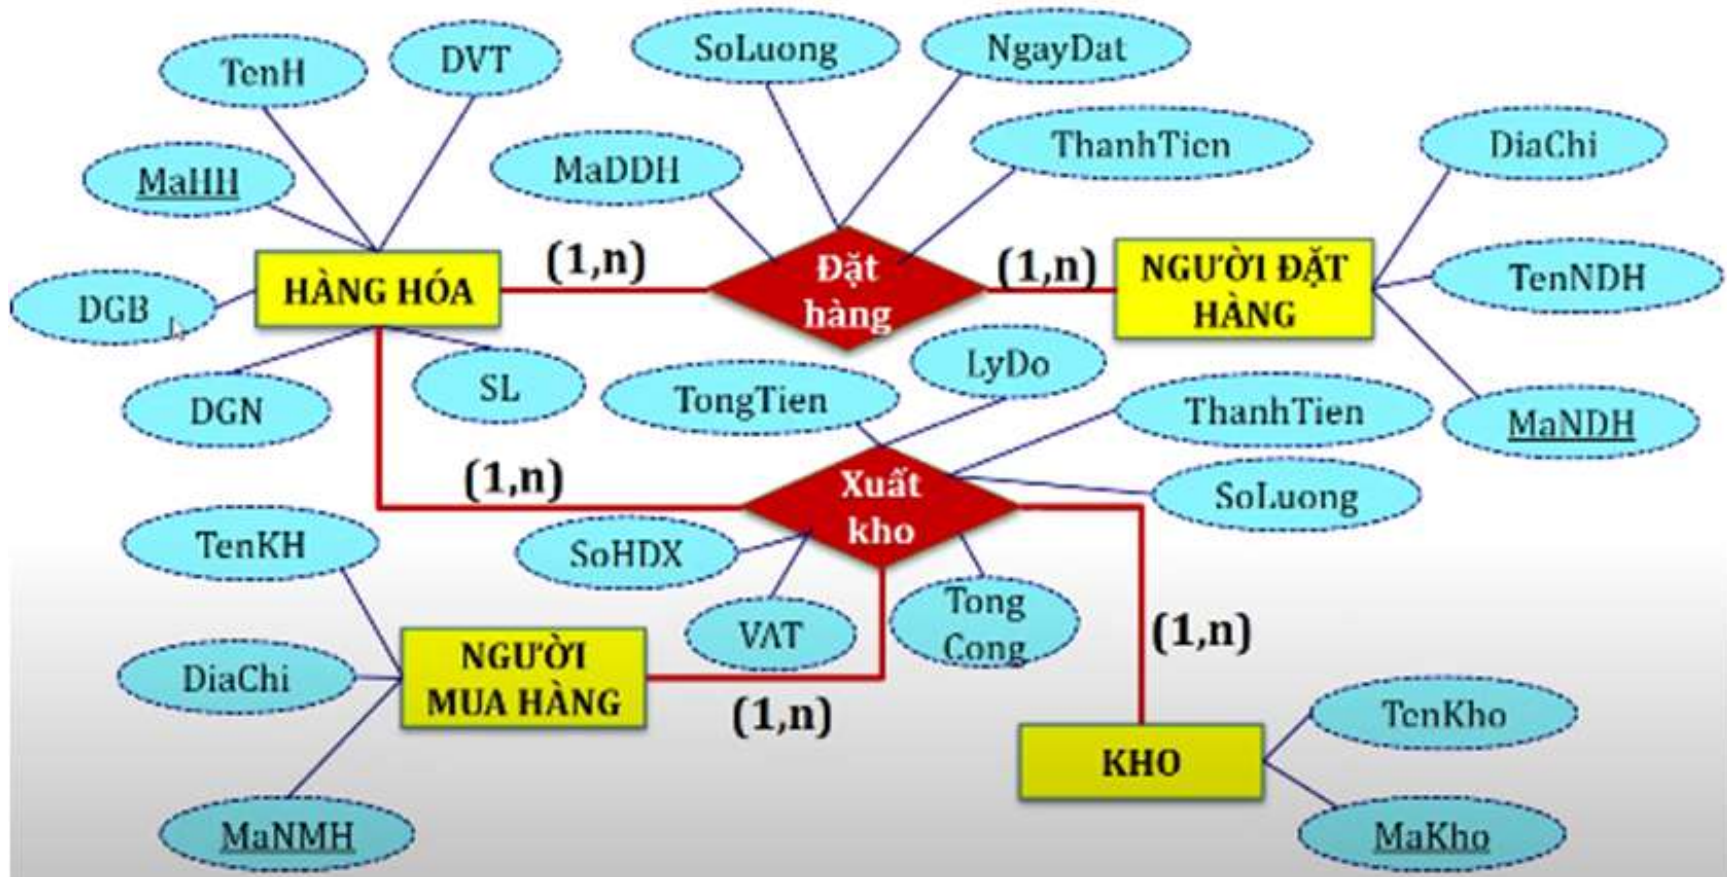 TenH
DVT
SoLuong
NgayDat
MaHH
MaDDH
ThanhTien
DiaChi
DGB
HÀNG HÓA
(1,n)
Đặt
hàng
(1,n)
NGƯỜI ĐẶT
HÀNG
TenNDH
DGN
SL
TongTien
LyDo
ThanhTien
MaNDH
(1,n)
Xuất
kho
SoLuong
TenKH
SoHDX
VAT
Tong
Cong
(1,n)
DiaChi
NGƯỜI
MUA HÀNG
(1,n)
TenKho
KHO
MaNMH
MaKho